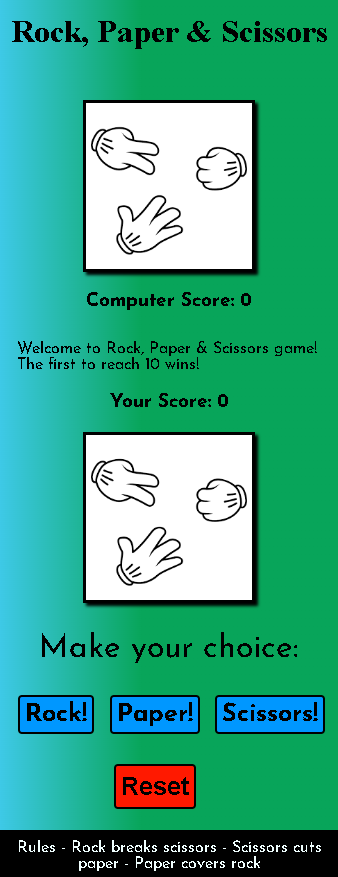 Rock, Paper & Scissors
Computer Score: 0
Welcome to Rock, Paper & Scissors game!
The first to reach 10 wins!
Your Score: 0
Make your choice:
Rock! Paper! Scissors!
Reset
Rules - Rock breaks scissors - Scissors cuts
paper - Paper covers rock